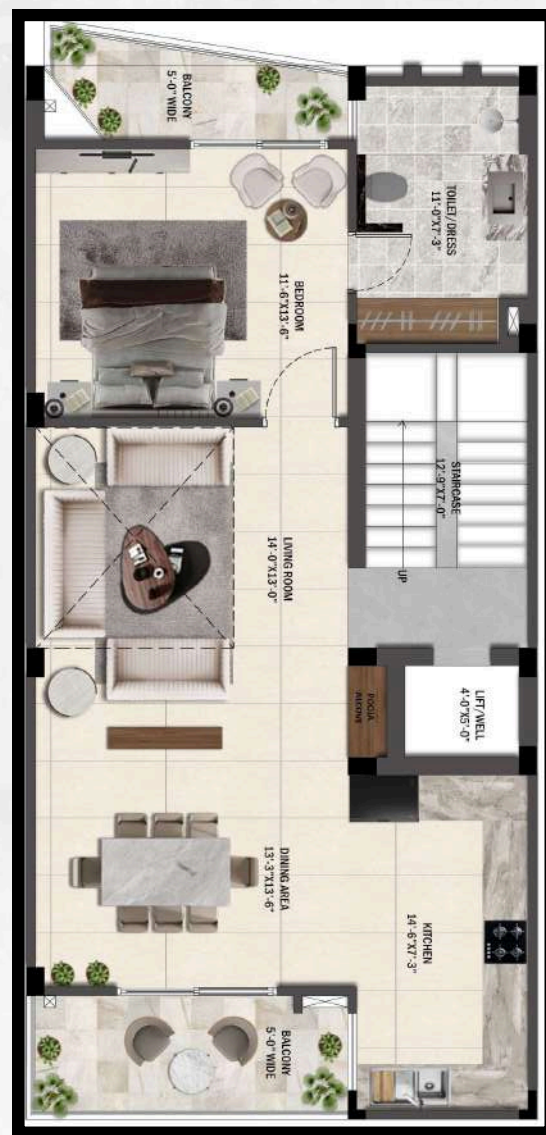 BALCONY
5'-0" WIDE
TOILET/DRESS
11'-0"X7'-3"
BEDROOM
11'-6"X13'-6"
STAIRCASE
12'-9"X7'-0"
UP
LIVING ROOM
14'-0"X13'-0"
LIFT/WELL
4'-0"X5'-0"
POOJA
ALCOVE
DINING AREA
13'-3"X13'-6"
KITCHEN
14'-6"X7'-3"
BALCONY
5'-0" WIDE